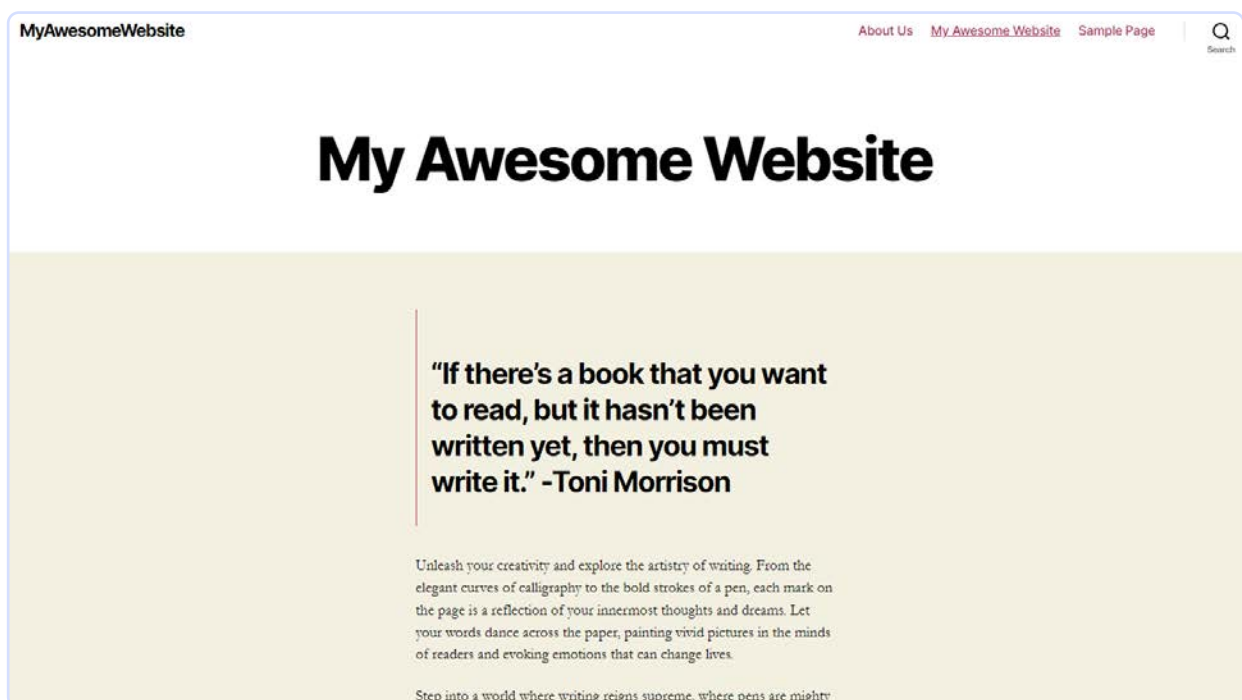 MyAwesomeWebsite
About Us My Awesome Website Sample Page
Search
My Awesome Website
“If there’s a book that you want
to read, but it hasn’t been
written yet, then you must
write it.” -Toni Morrison
Unleash your creativity and explore the artistry of writing. From the
elegant curves of calligraphy to the bold strokes of a pen, each mark on
the page is a reflection of your innermost thoughts and dreams. Let
your words dance across the paper, painting vivid pictures in the minds
of readers and evoking emotions that can change lives.
Step into a world where writing reigns supreme, where pens are mighty